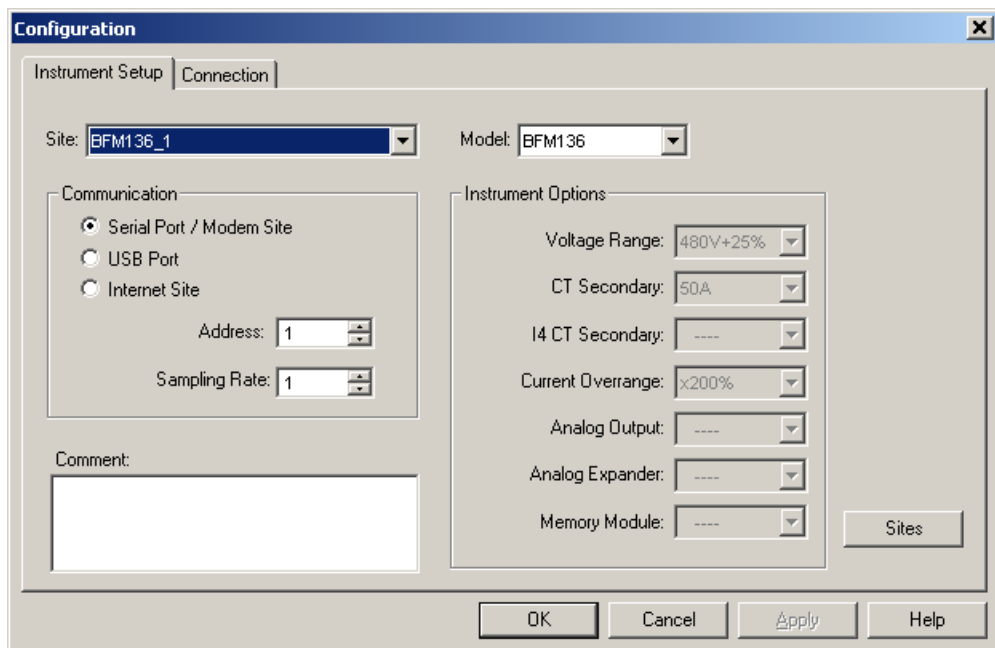 Configuration
Instrument Setup
Connection
Site: BFM136_1
Model: BFM136
Communication
Serial Port / Modem Site
USB Port
Internet Site
Address: 1
Sampling Rate: 1
Comment:
Instrument Options
Voltage Range: 480V+25%
CT Secondary: 50A
I4 CT Secondary: ----
Current Overrange: x200%
Analog Output: ----
Analog Expander: ----
Memory Module: ----
Sites
OK
Cancel
Apply
Help